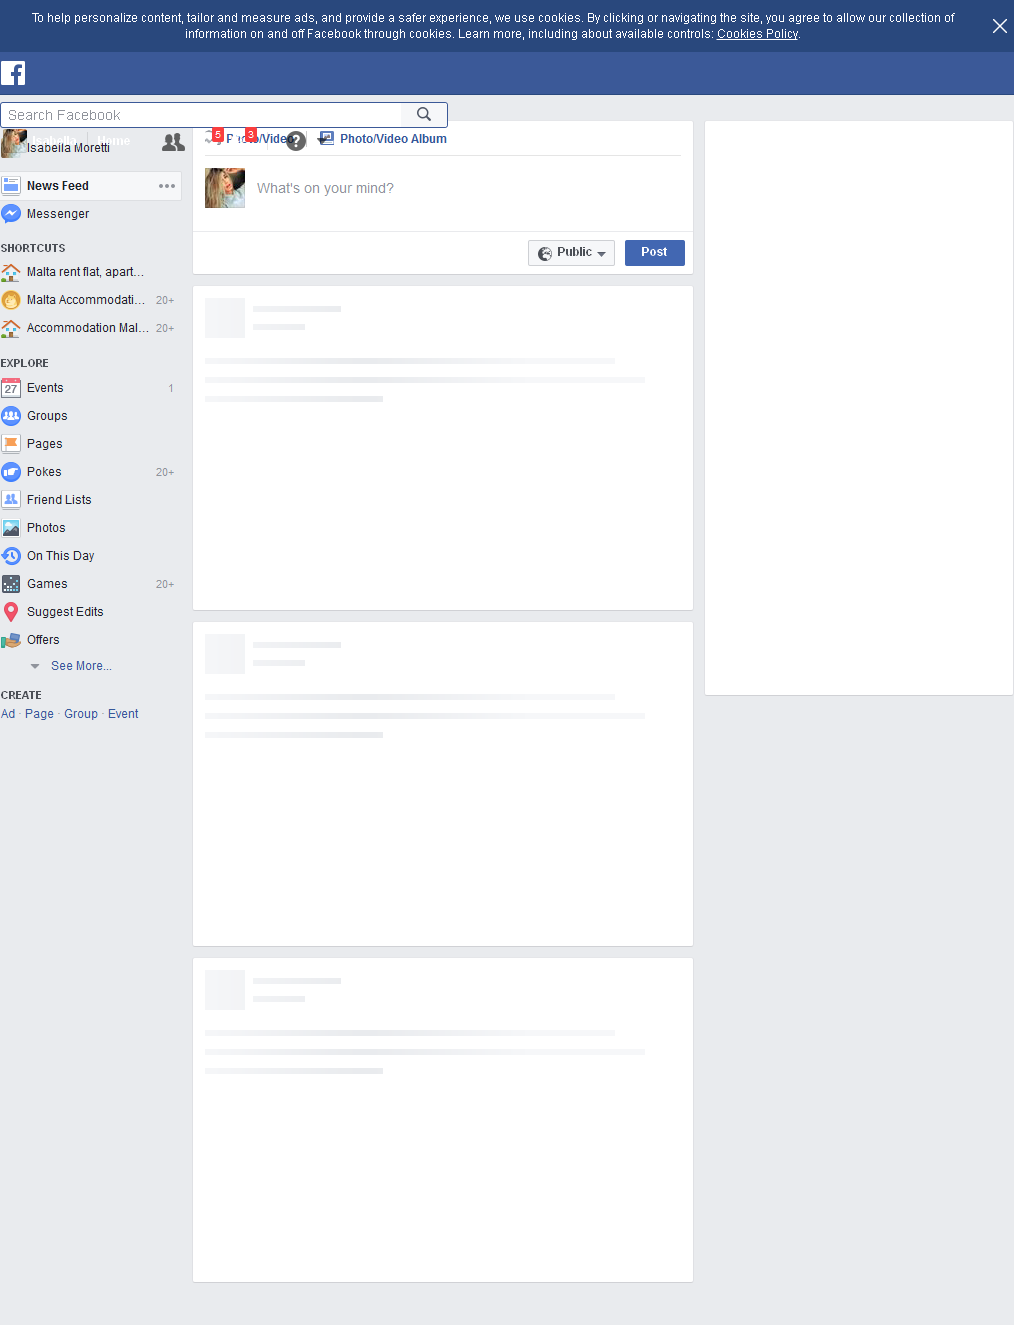 To help personalize content, tailor and measure ads, and provide a safer experience, we use cookies. By clicking or navigating the site, you agree to allow our collection of
information on and off Facebook through cookies. Learn more, including about available controls: Cookies Policy.
Search Facebook
Isabella Home
5 3
Photo/Video Photo/Video Album
Isabella Moretti
What's on your mind?
News Feed
Messenger
Public Post
SHORTCUTS
Malta rent flat, apart...
Malta Accommodati... 20+
Accommodation Mal... 20+
EXPLORE
27 Events 1
Groups
Pages
Pokes 20+
Friend Lists
Photos
On This Day
Games 20+
Suggest Edits
Offers
See More...
CREATE
Ad · Page · Group · Event